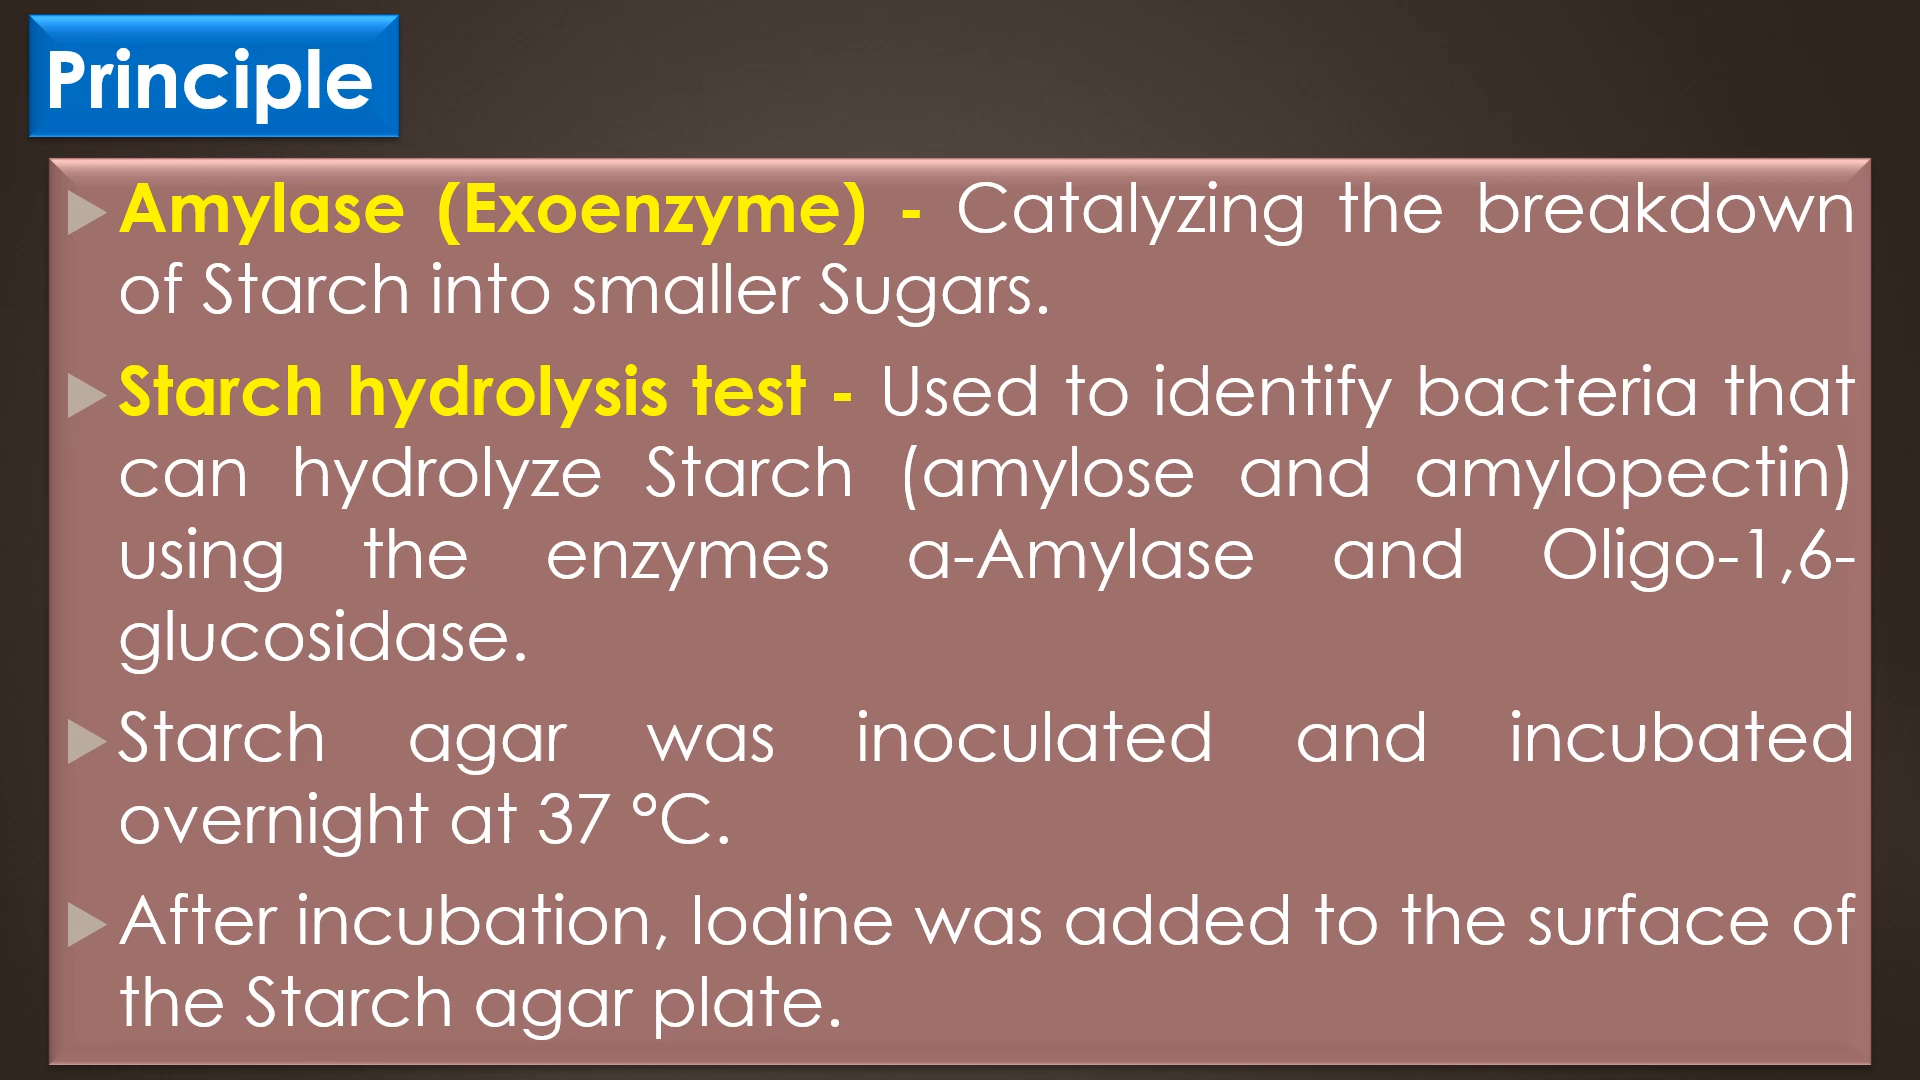 Principle
Amylase (Exoenzyme) - Catalyzing the breakdown
of Starch into smaller Sugars.
Starch hydrolysis test - Used to identify bacteria that
can hydrolyze Starch (amylose and amylopectin)
using the enzymes α-Amylase and Oligo-1,6-
glucosidase.
Starch agar was inoculated and incubated
overnight at 37 °C.
After incubation, Iodine was added to the surface of
the Starch agar plate.